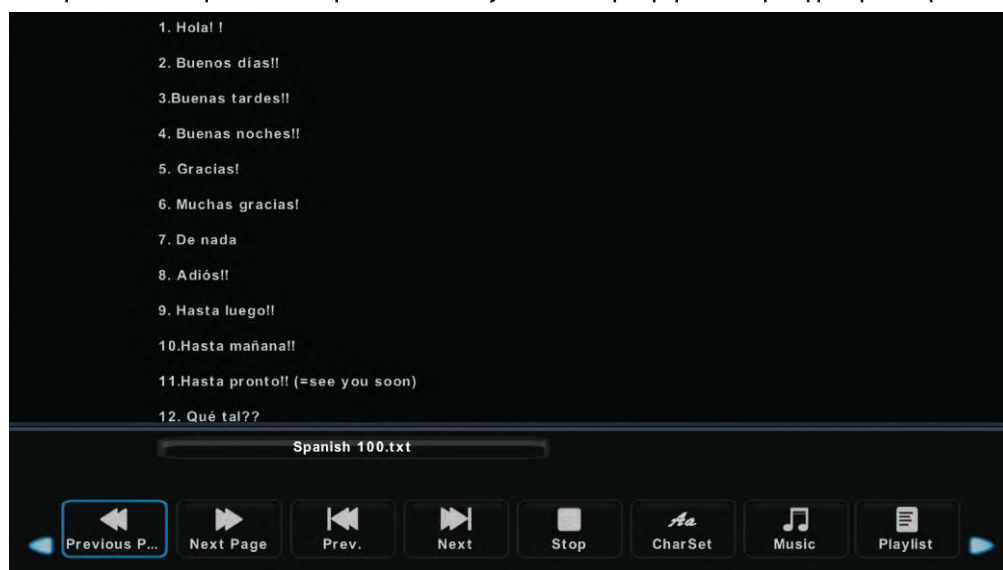 1. Hola! !
2. Buenos días!!
3.Buenas tardes!!
4. Buenas noches!!
5. Gracias!
6. Muchas gracias!
7. De nada
8. Adiós!!
9. Hasta luego!!
10.Hasta mañana!!
11.Hasta pronto!! (=see you soon)
12. Qué tal??
Spanish 100.txt
Previous P... Next Page Prev. Next Stop CharSet Music Playlist